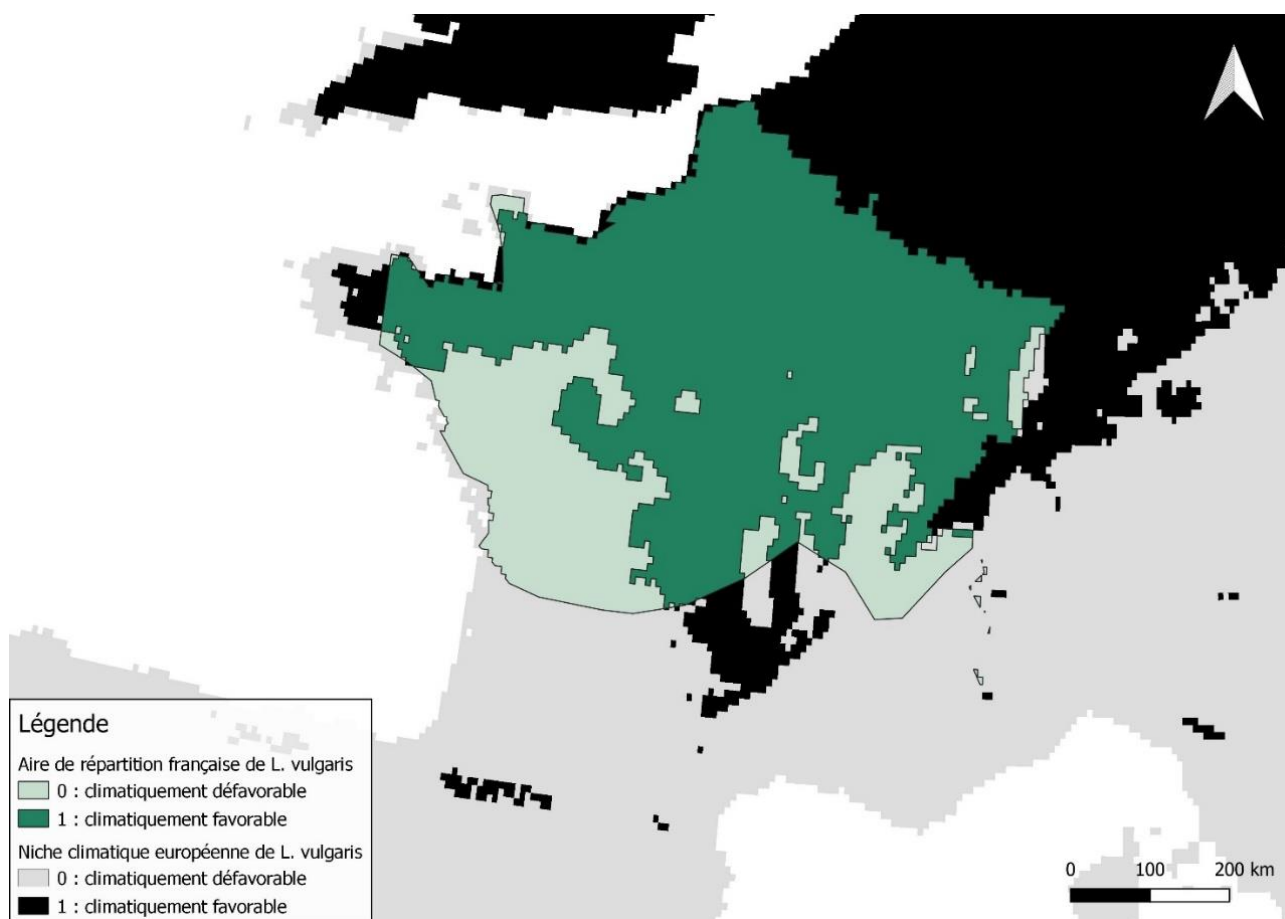 Légende
Aire de répartition française de L. vulgaris
0 : climatiquement défavorable
1 : climatiquement favorable
Niche climatique européenne de L. vulgaris
0 : climatiquement défavorable
1 : climatiquement favorable
0 100 200 km